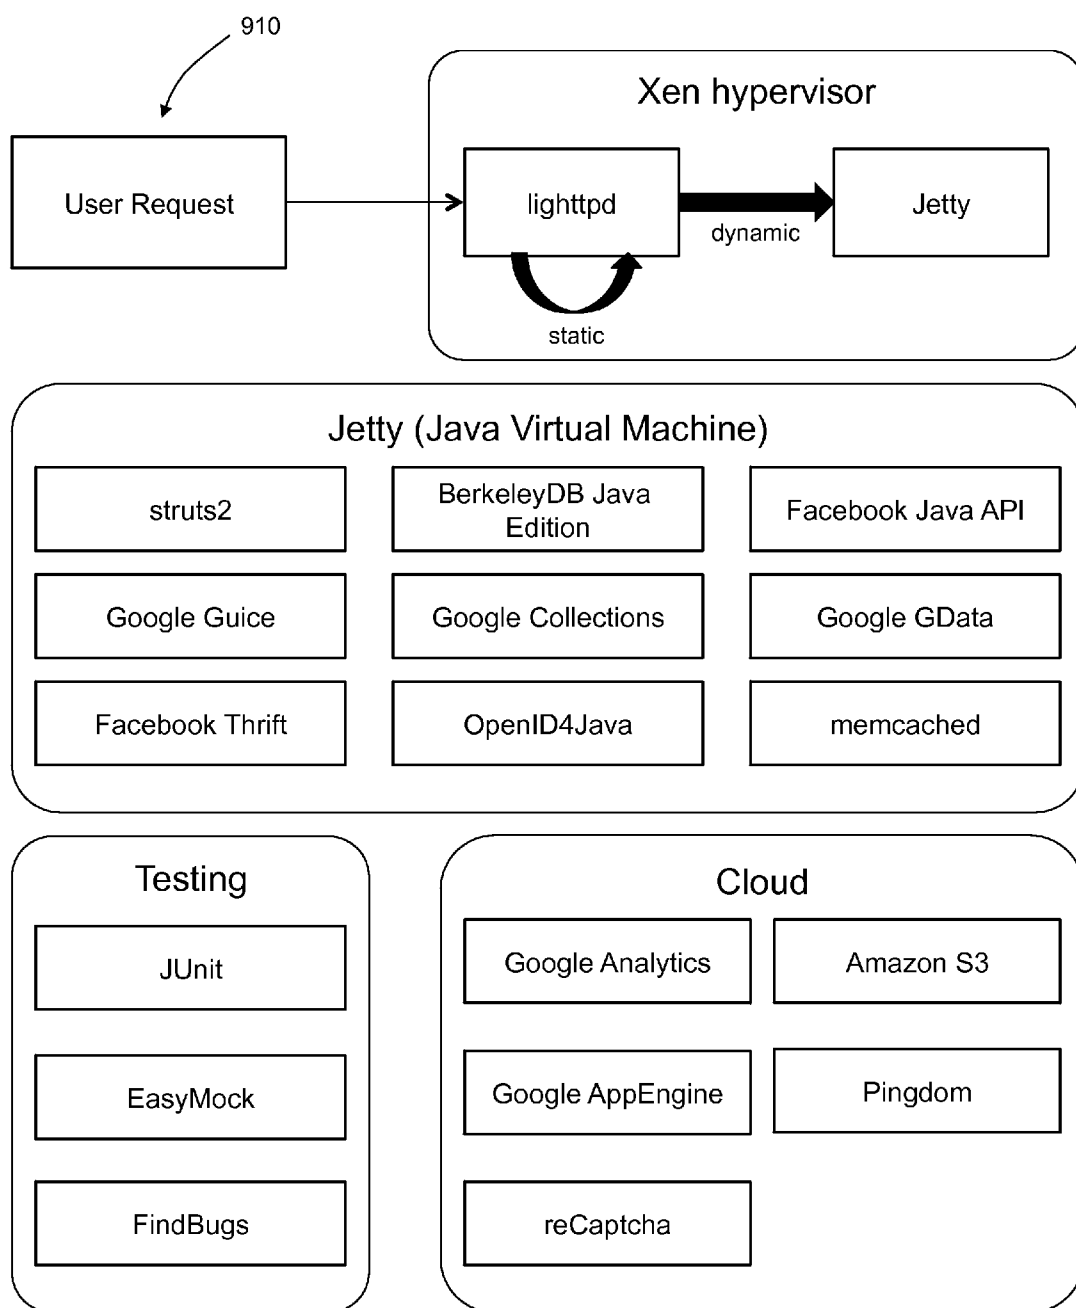 910
Xen hypervisor
User Request
lighttpd
dynamic
Jetty
static
Jetty (Java Virtual Machine)
struts2
BerkeleyDB Java
Edition
Facebook Java API
Google Guice
Google Collections
Google GData
Facebook Thrift
OpenID4Java
memcached
Testing
JUnit
EasyMock
FindBugs
Cloud
Google Analytics
Amazon S3
Google AppEngine
Pingdom
reCaptcha